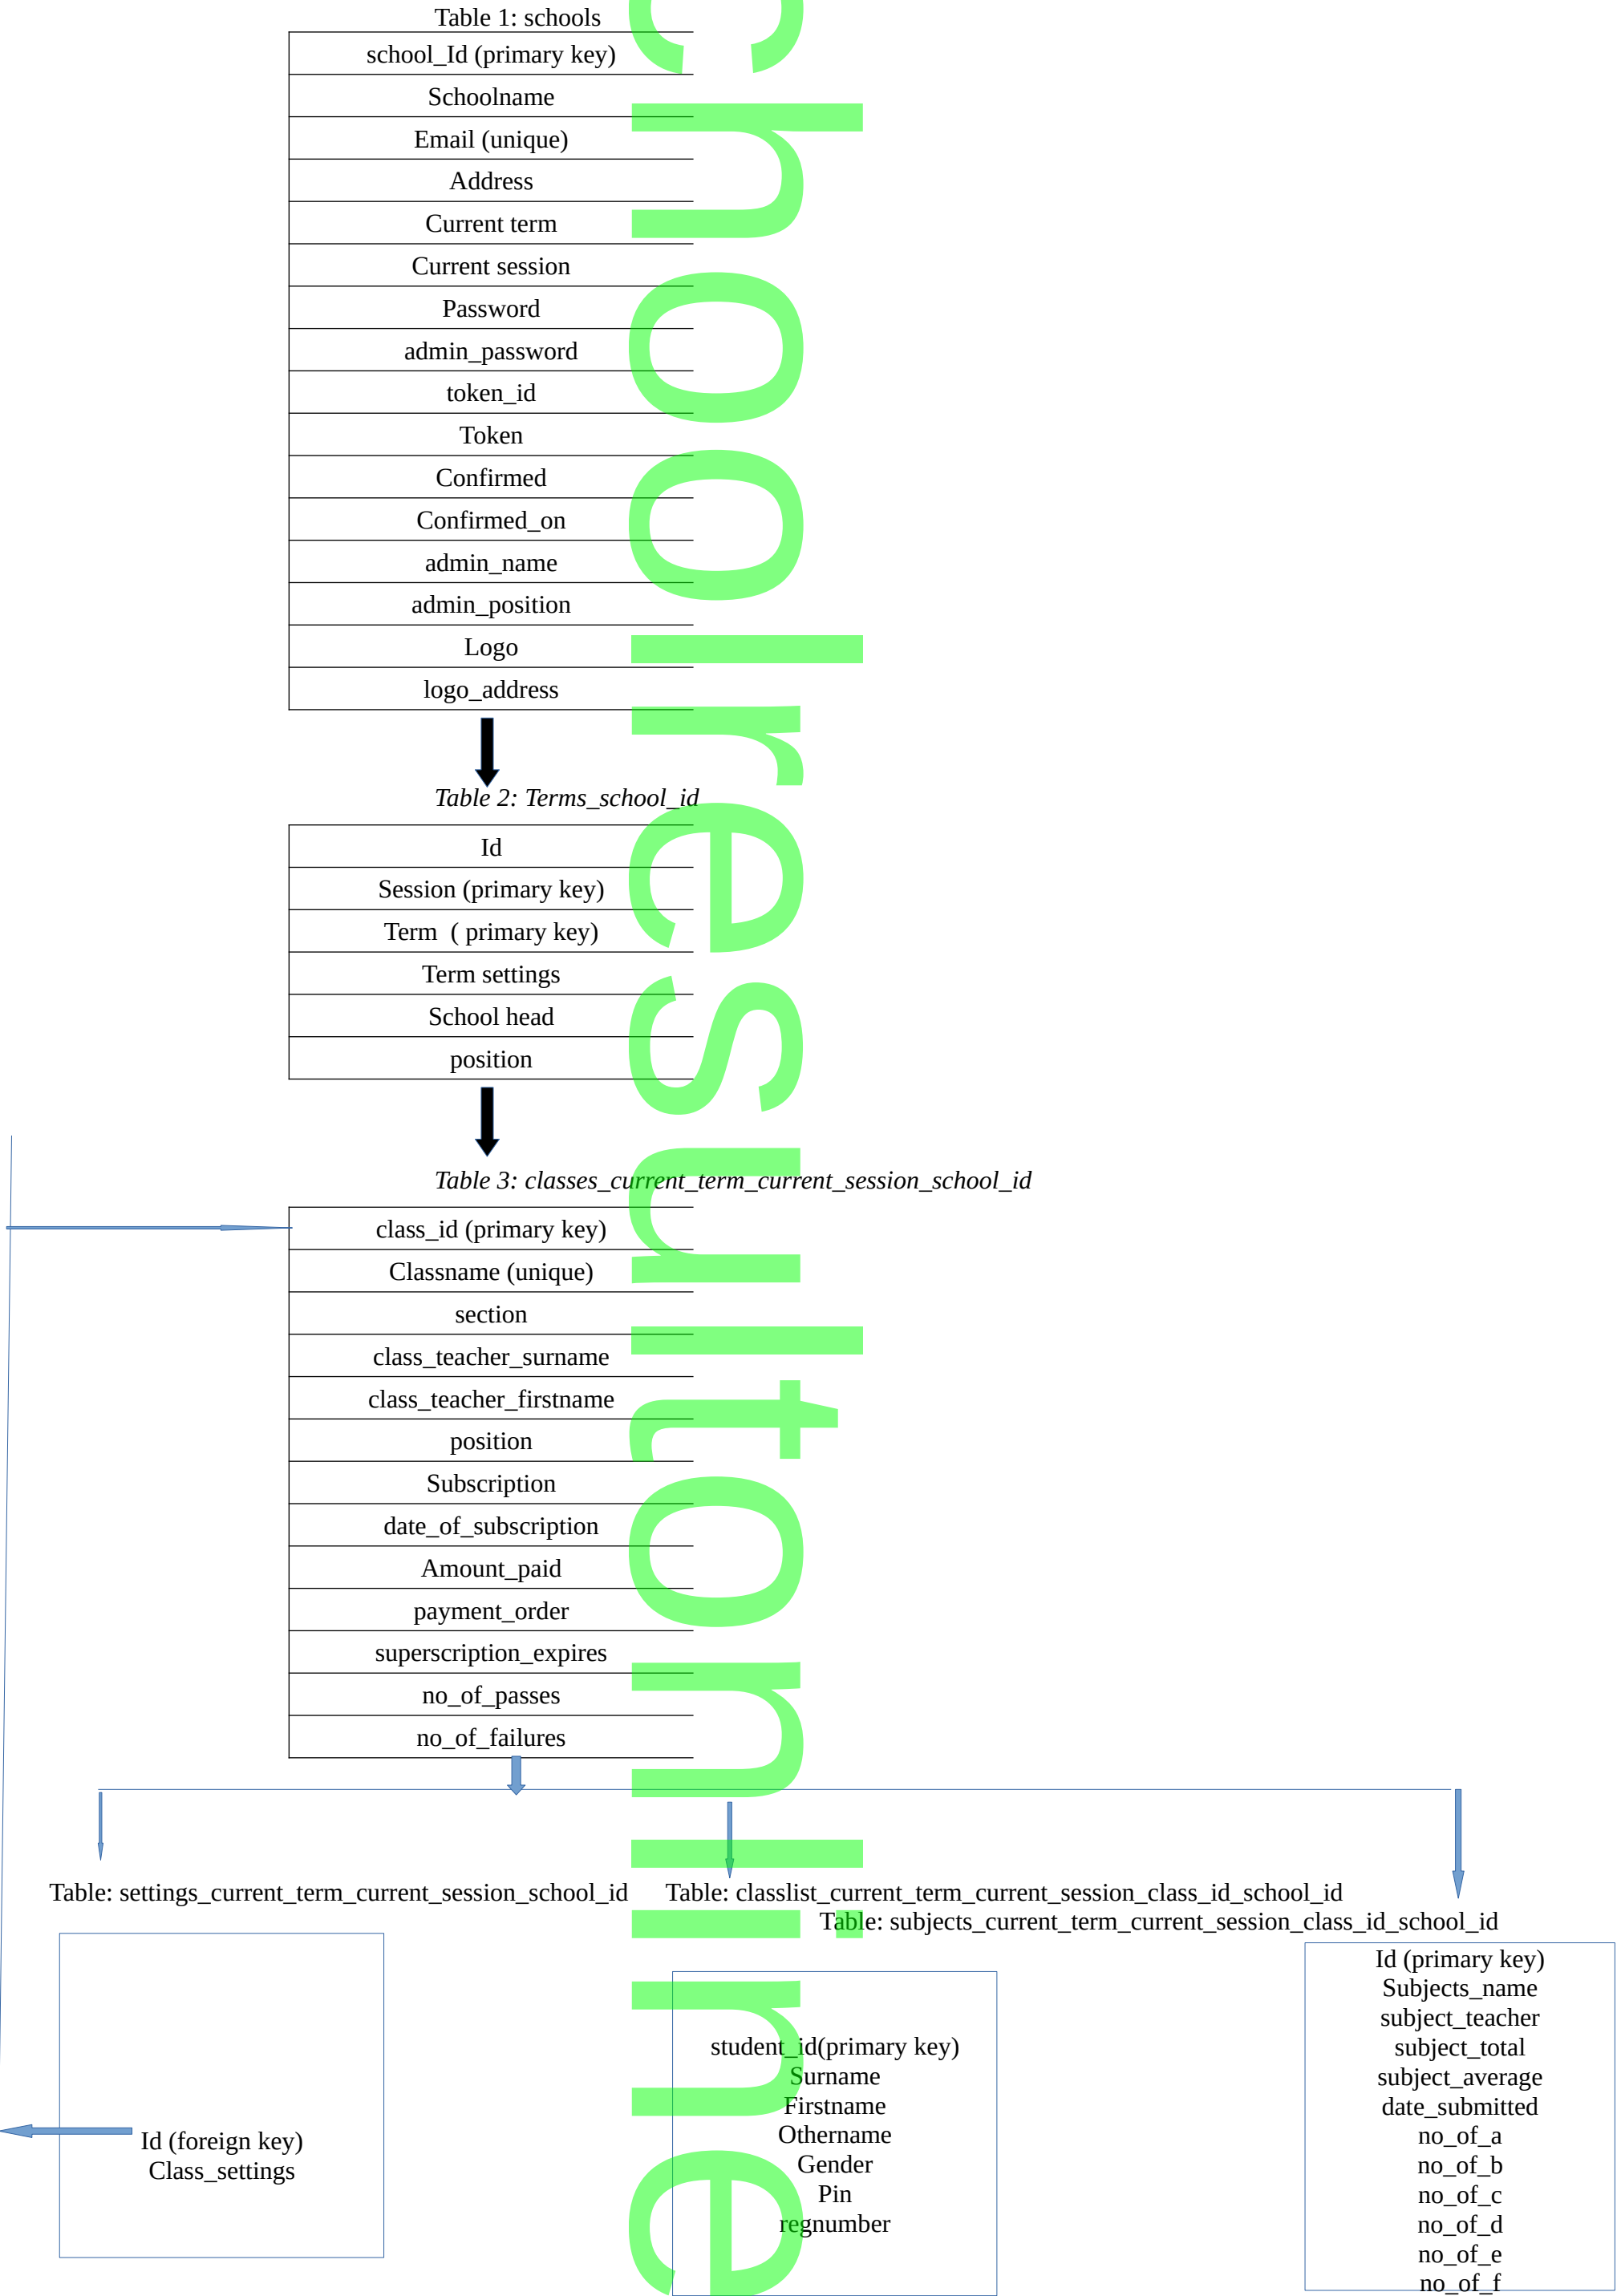 Table 1: schools
school_Id (primary key)
Schoolname
Email (unique)
Address
Current term
Current session
Password
admin_password
token_id
Token
Confirmed
Confirmed_on
admin_name
admin_position
Logo
logo_address
Table 2: Terms_school_id
Id
Session (primary key)
Term  ( primary key)
Term settings
School head
position
Table 3: classes_current_term_current_session_school_id
class_id (primary key)
Classname (unique)
section
class_teacher_surname
class_teacher_firstname
position
Subscription
date_of_subscription
Amount_paid
payment_order
superscription_expires
no_of_passes
no_of_failures
Table: settings_current_term_current_session_school_id
Table: classlist_current_term_current_session_class_id_school_id
Table: subjects_current_term_current_session_class_id_school_id
Id (foreign key)
Class_settings
student_id(primary key)
Surname
Firstname
Othername
Gender
Pin
regnumber
Id (primary key)
Subjects_name
subject_teacher
subject_total
subject_average
date_submitted
no_of_a
no_of_b
no_of_c
no_of_d
no_of_e
no_of_f
choolresultonline